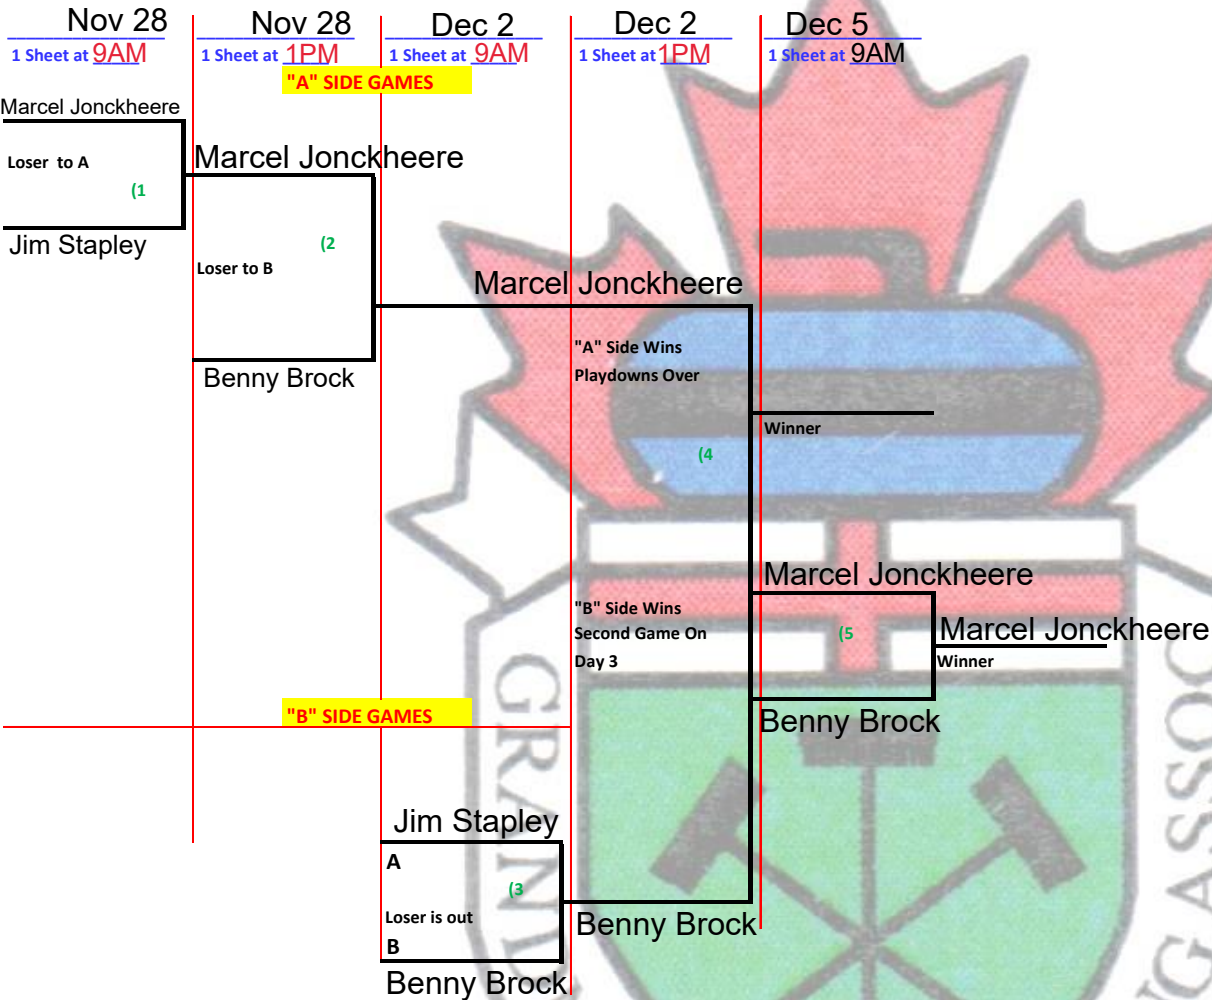 Nov 28 Nov 28 Dec 2 Dec 2 Dec 5
1 Sheet at 9AM 1 Sheet at 1PM 1 Sheet at 9AM 1 Sheet at 1PM 1 Sheet at 9AM
"A" SIDE GAMES
Marcel Jonckheere
Loser to A
(1
Jim Stapley
Marcel Jonckheere
(2
Loser to B
Benny Brock
Marcel Jonckheere
"A" Side Wins
Playdowns Over
Winner
(4
Marcel Jonckheere
"B" Side Wins
Second Game On
Day 3
(5
Marcel Jonckheere
Winner
Benny Brock
"B" SIDE GAMES
Jim Stapley
A
(3
Loser is out
B
Benny Brock
Benny Brock
GRAND
NG ASSOC